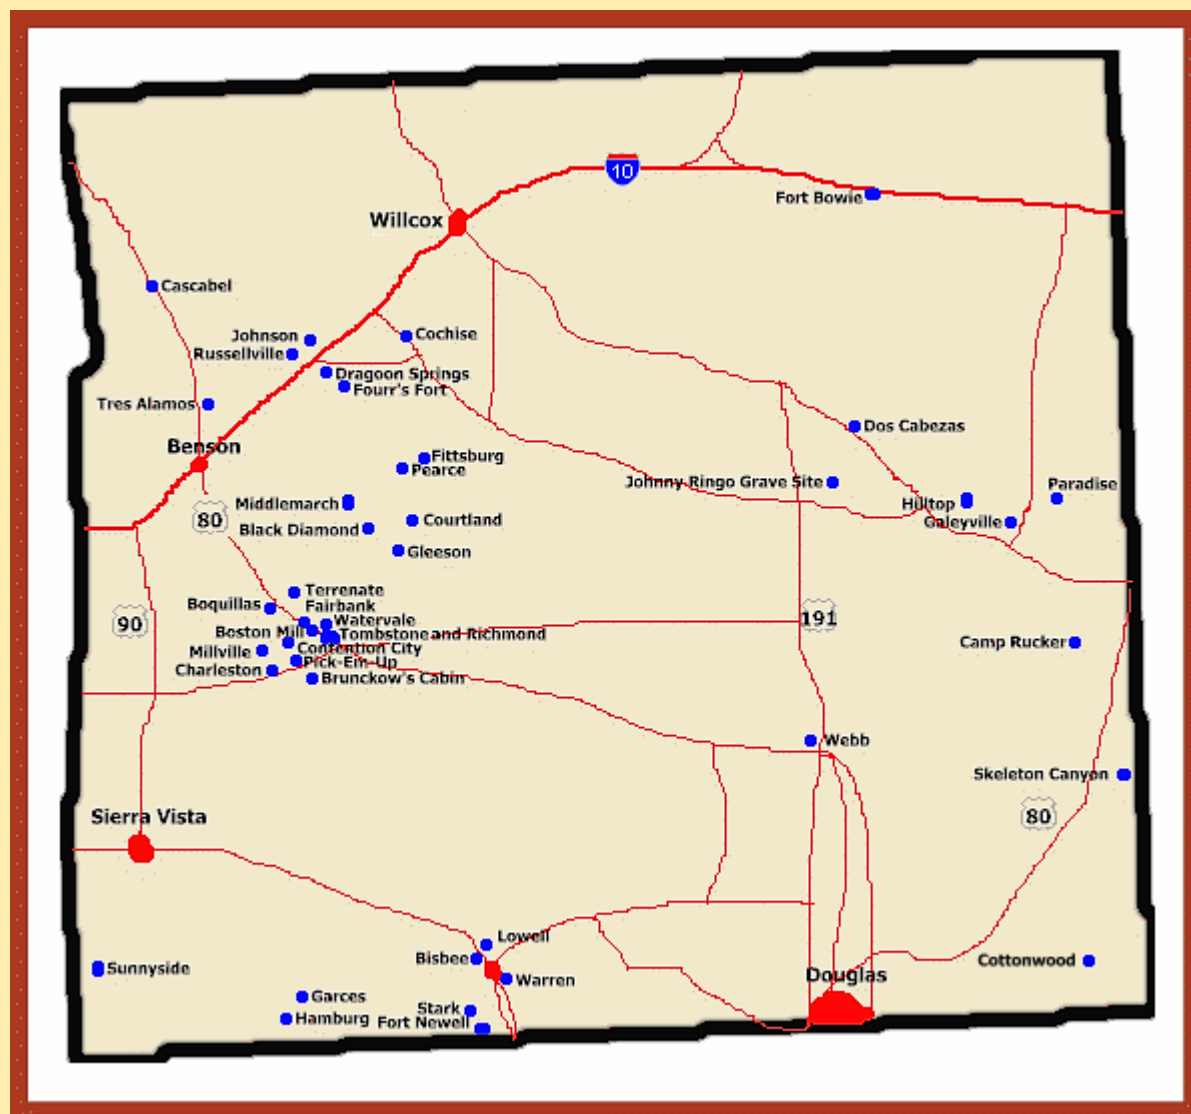 10
Fort Bowie
Willcox
Cascabel
Johnson
Cochise
Russellville
Dragoon Springs
Fourr's Fort
Tres Alamos
Dos Cabezas
Benson
Fittsburg
Pearce
Johnny Ringo Grave Site
Paradise
Middlemarch
Hilltop
80
Courtland
Galeyville
Black Diamond
Gleeson
Terrenate
Boquillas
Fairbank
90
Watervale
191
Boston Mill
Tombstone and Richmond
Camp Rucker
Millville
Contention City
Pick-Em-Up
Charleston
Brunckow's Cabin
Webb
Skeleton Canyon
Sierra Vista
80
Lowell
Bisbee
Cottonwood
Sunnyside
Douglas
Warren
Garces
Stark
Hamburg
Fort Newell